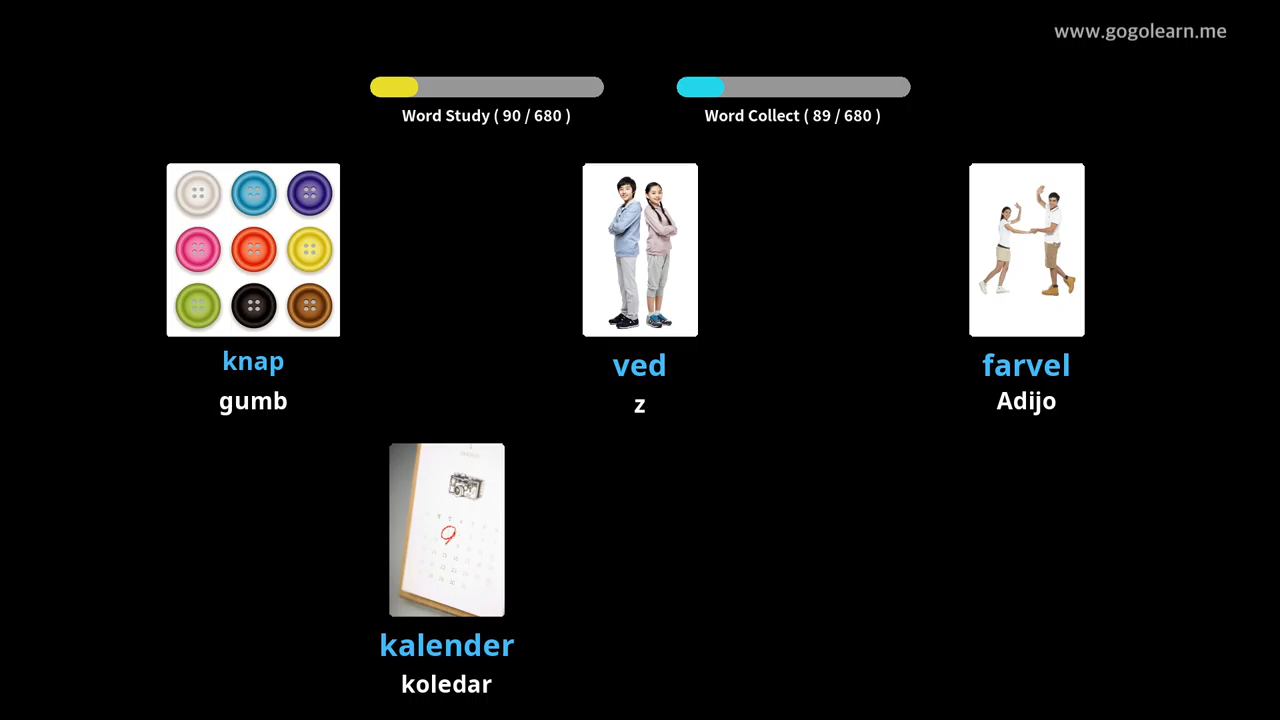 www.gogolearn.me
Word Study ( 90 / 680 )
Word Collect ( 89 / 680 )
knap
gumb
ved
z
farvel
Adijo
kalender
koledar